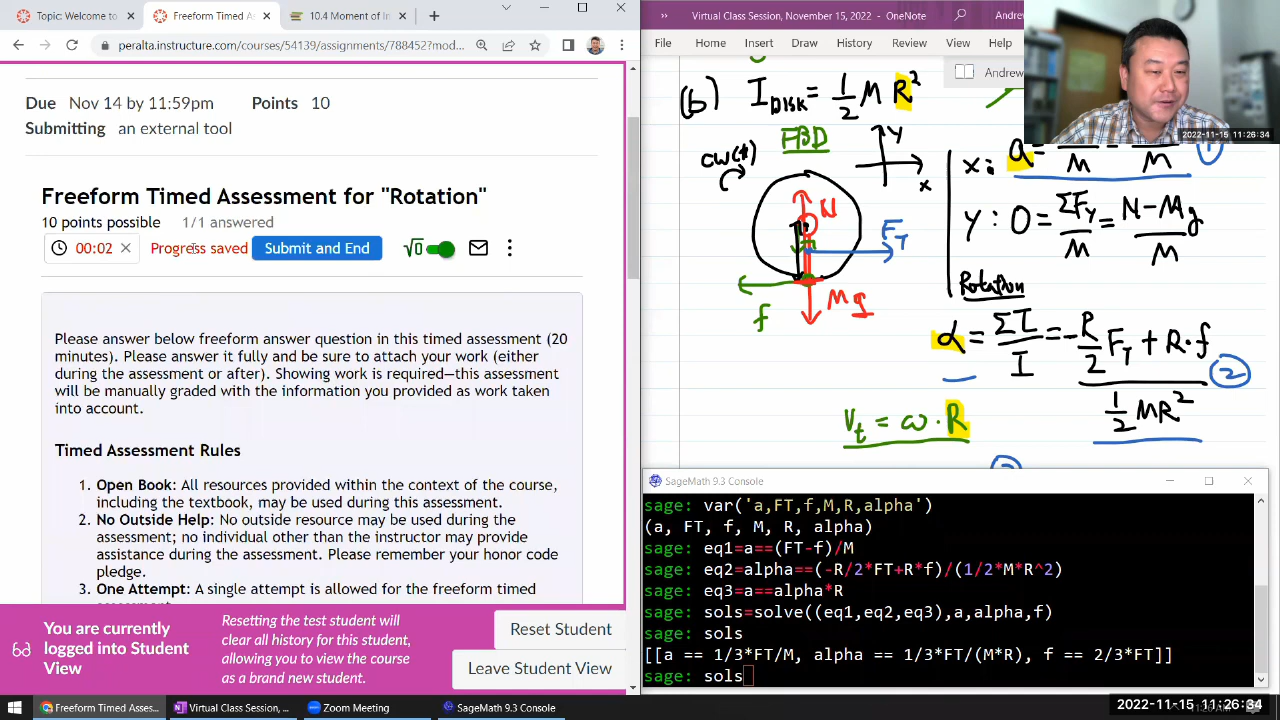 Topic Welcome to
Freeform Timed Asses
10.4 Moment of In
peralta.instructure.com/courses/54139/assignments/788452?mod...
Due Nov 14 by 11:59pm Points 10
Submitting an external tool
Freeform Timed Assessment for "Rotation"
10 points possible 1/1 answered
00:02 Progress saved Submit and End √0
Please answer below freeform answer question in this timed assessment (20
minutes). Please answer it fully and be sure to attach your work (either
during the assessment or after). Showing work is required—this assessment
will be manually graded with the information you provided as work taken
into account.
Timed Assessment Rules
1. Open Book: All resources provided within the context of the course,
including the textbook, may be used during this assessment.
2. No Outside Help: No outside resource may be used during the
assessment; no individual other than the instructor may provide
assistance during the assessment. Please remember your honor code
pledge.
3. One Attempt: A single attempt is allowed for the freeform timed
You are currently
logged into Student
View
Resetting the test student will
clear all history for this student,
allowing you to view the course
as a brand new student.
Reset Student
Leave Student View
Virtual Class Session, November 15, 2022 - OneNote
Andrew
File Home Insert Draw History Review View Help
Andrew
2022-11-15 11:26:34
(b) I DISK = 1/2 M R²
FBD
CW(+)
Y
x
N
F_T
f
Mg
x: a = M M ①
Y: 0 = ΣF_Y/M = N-Mg/M
Rotation
α = Στ/I = -R/2 F_T + R·f ②
1/2 MR²
V_t = ω·R
SageMath 9.3 Console
sage: var('a,FT,f,M,R,alpha')
(a, FT, f, M, R, alpha)
sage: eq1=a==(FT-f)/M
sage: eq2=alpha==(-R/2*FT+R*f)/(1/2*M*R^2)
sage: eq3=a==alpha*R
sage: sols=solve((eq1,eq2,eq3),a,alpha,f)
sage: sols
[[a == 1/3*FT/M, alpha == 1/3*FT/(M*R), f == 2/3*FT]]
sage: sols
Freeform Timed Asses...
Virtual Class Session, ...
Zoom Meeting
SageMath 9.3 Console
2022-11-15 11:26:34